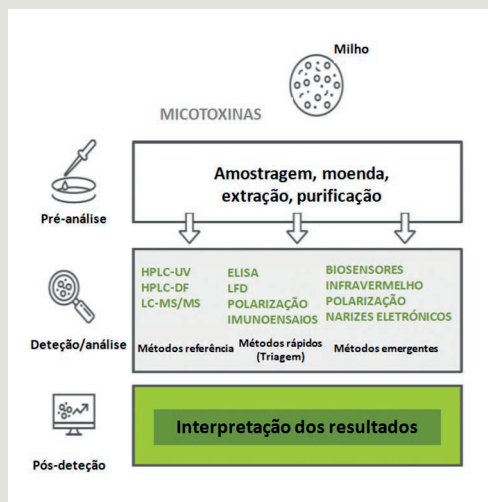 Milho
MICOTOXINAS
Amostragem, moenda,
extração, purificação
Pré-análise
HPLC-UV
HPLC-DF
LC-MS/MS
Métodos referência
ELISA
LFD
POLARIZAÇÃO
IMUNOENSAIOS
Métodos rápidos
(Triagem)
BIOSENSORES
INFRAVERMELHO
POLARIZAÇÃO
NARIZES ELETRÓNICOS
Métodos emergentes
Deteção/análise
Interpretação dos resultados
Pós-deteção